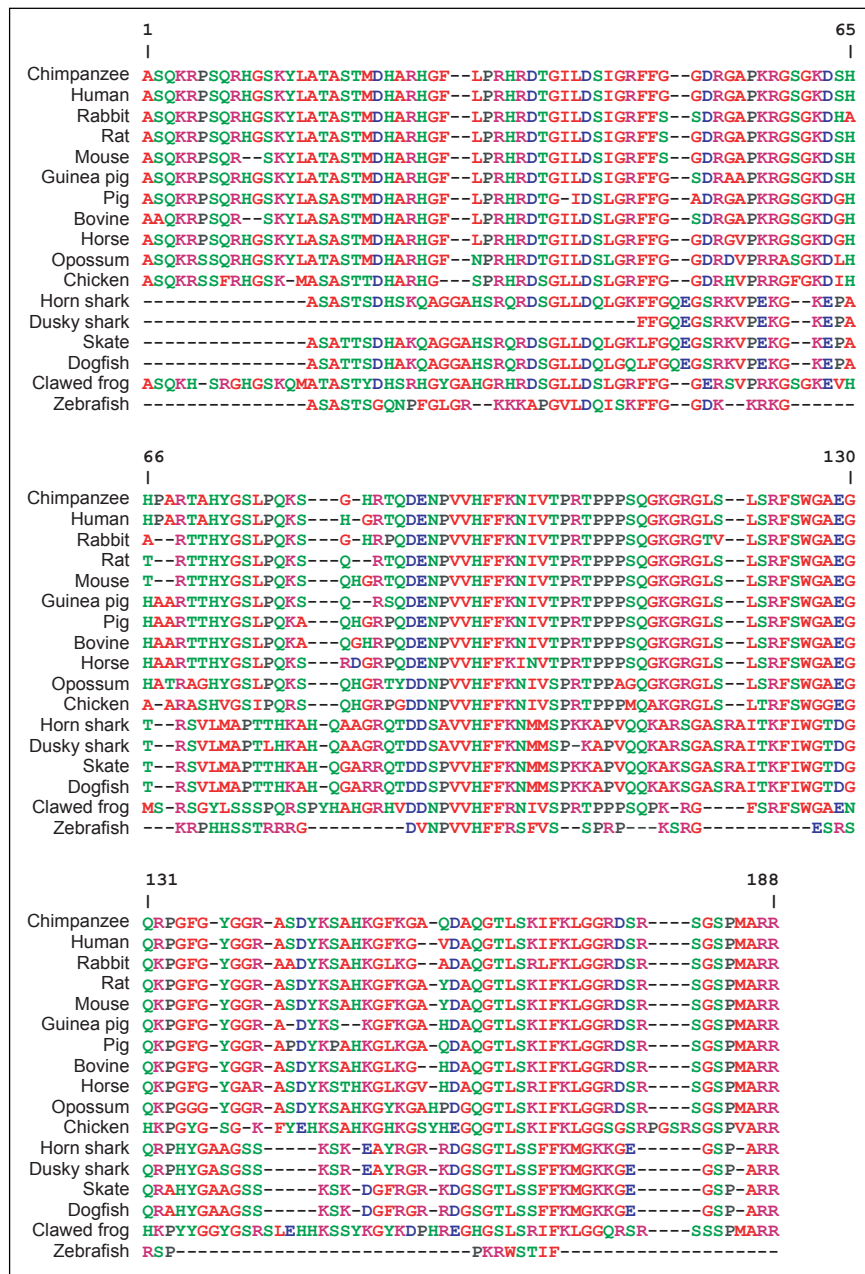 1 65
Chimpanzee ASQKRPSQRHGSKYLATASTMDHARHGF--LPRHRDTGILDSIGRFFG--GDRGAPKRGSGKDSH
Human ASQKRPSQRHGSKYLATASTMDHARHGF--LPRHRDTGILDSIGRFFG--GDRGAPKRGSGKDSH
Rabbit ASQKRPSQRHGSKYLATASTMDHARHGF--LPRHRDTGILDSIGRFFS--SDRGAPKRGSGKDHA
Rat ASQKRPSQRHGSKYLATASTMDHARHGF--LPRHRDTGILDSIGRFFS--GDRGAPKRGSGKDSH
Mouse ASQKRPSQR--SKYLATASTMDHARHGF--LPRHRDTGILDSIGRFFS--GDRGAPKRGSGKDSH
Guinea pig ASQKRPSQRHGSKYLATASTMDHARHGF--LPRHRDTGILDSIGRFFG--SDRAAPKRGSGKDSH
Pig ASQKRPSQRHGSKYLASASTMDHARHGF--LPRHRDTG-IDSLGRFFG--ADRGAPKRGSGKDGH
Bovine AAQKRPSQR--SKYLASASTMDHARHGF--LPRHRDTGILDSLGRFFG--SDRGAPKRGSGKDGH
Horse ASQKRPSQRHGSKYLASASTMDHARHGF--LPRHRDTGILDSLGRFFG--GDRGVPKRGSGKDGH
Opossum ASQKRSSQRHGSKYLATASTMDHARHGF--NPRHRDTGILDSLGRFFG--GDRDVPRRASGKDLH
Chicken ASQKRSSFRHGSK-MASASTTDHARHG---SPRHRDSGLLDSLGRFFG--GDRHVPRRGFGKDIH
Horn shark ---------------ASASTSDHSKQAGGAHSRQRDSGLLDQLGKFFGQEGSRKVPEKG-KEPA
Dusky shark ---------------------------------------------FFGQEGSRKVPEKG-KEPA
Skate ---------------ASATTSDHAKQAGGAHSRQRDSGLLDQLGKLFGQEGSRKVPEKG-KEPA
Dogfish ---------------ASATTSDHAKQAGGAHSRQRDSGLLDQLGQLFGQEGSRKVPEKG-KEPA
Clawed frog ASQKH-SRGHGSKQMATASTYDHSRHGYGAHGRHRDSGLLDSLGRFFG--GERSVPRKGSGKEVH
Zebrafish ---------------ASASTSGQNPFGLGR--KKKAPGVLDQISKFFG--GDK--KRKG------
66 130
Chimpanzee HPARTAHYGSLPQKS---G-HRTQDENPVVHFFKNIVTPRTPPPSQGKGRGLS--LSRFSWGAEG
Human HPARTAHYGSLPQKS---H-GRTQDENPVVHFFKNIVTPRTPPPSQGKGRGLS--LSRFSWGAEG
Rabbit A--RTTHYGSLPQKS---G-HRPQDENPVVHFFKNIVTPRTPPPSQGKGRGTV--LSRFSWGAEG
Rat T--RTTHYGSLPQKS---Q--RTQDENPVVHFFKNIVTPRTPPPSQGKGRGLS--LSRFSWGAEG
Mouse T--RTTHYGSLPQKS---QHGRTQDENPVVHFFKNIVTPRTPPPSQGKGRGLS--LSRFSWGAEG
Guinea pig HAARTTHYGSLPQKS---Q-RSQDENPVVHFFKNIVTPRTPPPSQGKGRGLS--LSRFSWGAEG
Pig HAARTTHYGSLPQKA---QHGRPQDENPVVHFFKNIVTPRTPPPSQGKGRGLS--LSRFSWGAEG
Bovine HAARTTHYGSLPQKA---QGHRPQDENPVVHFFKNIVTPRTPPPSQGKGRGLS--LSRFSWGAEG
Horse HAARTTHYGSLPQKS---RDGRPQDENPVVHFFKINVTPRTPPPSQGKGRGLS--LSRFSWGAEG
Opossum HATRAGHYGSLPQKS---QHGRTYDDNPVVHFFKNIVSPRTPPAGQGKGRGLS--LSRFSWGAEG
Chicken A-ARASHVGSIPQRS---QHGRPGDDNPVVHFFKNIVSPRTPPPMQAKGRGLS--LTRFSWGGEG
Horn shark T--RSVLMAPTTHKAH-QAAGRQTDDSAVVHFFKNMMSPKKAPVQQKARSGASRAITKFIWGTDG
Dusky shark T--RSVLMAPTLHKAH-QAAGRQTDDSAVVHFFKNMMSP-KAPVQQKARSGASRAITKFIWGTDG
Skate T--RSVLMAPTTHKAH-QGARRQTDDSPVVHFFKNMMSPKKAPVQQKAKSGASRAITKFIWGTDG
Dogfish T--RSVLMAPTTHKAH-QGAGRQTDDSPVVHFFKNMMSPKKAPVQQKAKSGASRAITKFIWGTDG
Clawed frog MS-RSGYLSSSPQRSPYHAHGRHVDDNPVVHFFRNIVSPRTPPPSQPK-RG----FSRFSWGAEN
Zebrafish ---KRPHHSSTRRRG---------DVNPVVHFFRSFVS--SPRP---KSRG----------ESRS
131 188
Chimpanzee QRPGFG-YGGR-ASDYKSAHKGFKGA-QDAQGTLSKIFKLGGRDSR----SGSPMARR
Human QRPGFG-YGGR-ASDYKSAHKGFKG--VDAQGTLSKIFKLGGRDSR----SGSPMARR
Rabbit QKPGFG-YGGR-AADYKSAHKGLKG--ADAQGTLSRLFKLGGRDSR----SGSPMARR
Rat QKPGFG-YGGR-ASDYKSAHKGFKGA-YDAQGTLSKIFKLGGRDSR----SGSPMARR
Mouse QKPGFG-YGGR-ASDYKSAHKGFKGA-YDAQGTLSKIFKLGGRDSR----SGSPMARR
Guinea pig QKPGFG-YGGR-A-DYKS--KGFKGA-HDAQGTLSKIFKLGGRDSR----SGSPMARR
Pig QKPGFG-YGGR-APDYKPAHKGLKGA-QDAQGTLSKIFKLGGRDSR----SGSPMARR
Bovine QKPGFG-YGGR-ASDYKSAHKGLKG--HDAQGTLSKIFKLGGRDSR----SGSPMARR
Horse QKPGFG-YGAR-ASDYKSTHKGLKGV-HDAQGTLSKIFKLGGRDSR----SGSPMARR
Opossum QKPGGG-YGGR-ASDYKSAHKGYKGAHPDGQGTLSKIFKLGGRDSR----SGSPMARR
Chicken HKPGYG-SG-K-FYEHKSAHKGHKGSYHEGQGTLSKIFKLGGSGSRPGSRSGSPVARR
Horn shark QRPHYGAAGSS-----KSK-EAYRGR-RDGSGTLSSFFKMGKKGE-----GSP-ARR
Dusky shark QRPHYGASGSS-----KSR-EAYRGR-KDGSGTLSSFFKMGKKGE-----GSP-ARR
Skate QRAHYGAAGSS-----KSK-DGFRGR-KDGSGTLSSFFKMGKKGE-----GSP-ARR
Dogfish QRAHYGAAGSS-----KSK-DGFRGR-RDGSGTLSSFFKMGKKGE-----GSP-ARR
Clawed frog HKPYYGGYGSRSLEHHKSSYKGYKDPHREGHGSLSRIFKLGGQRSR----SSSPMARR
Zebrafish RSP---------------------------PKRWSTIF--------------------